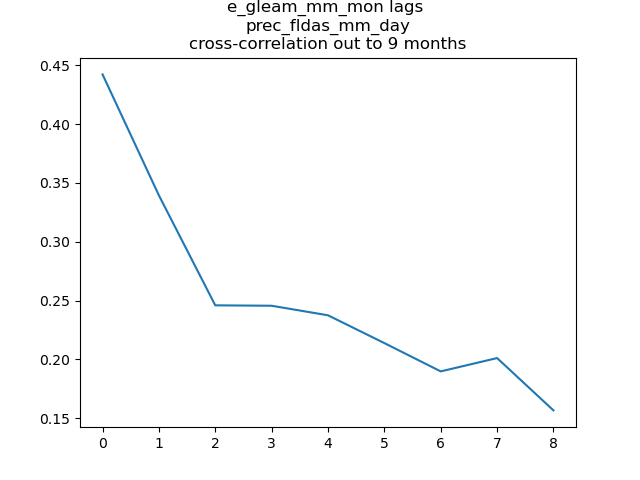 e_gleam_mm_mon lags
prec_fldas_mm_day
cross-correlation out to 9 months
0.45
0.40
0.35
0.30
0.25
0.20
0.15
0 1 2 3 4 5 6 7 8